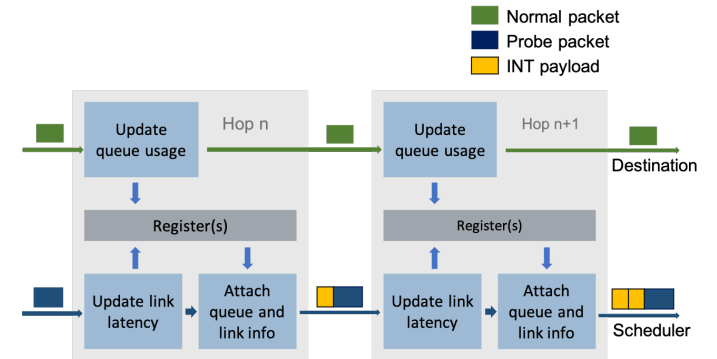 Normal packet
Probe packet
INT payload
Update
queue usage
Hop n
Update
queue usage
Hop n+1
Destination
Register(s)
Register(s)
Update link
latency
Attach
queue and
link info
Update link
latency
Attach
queue and
link info
Scheduler